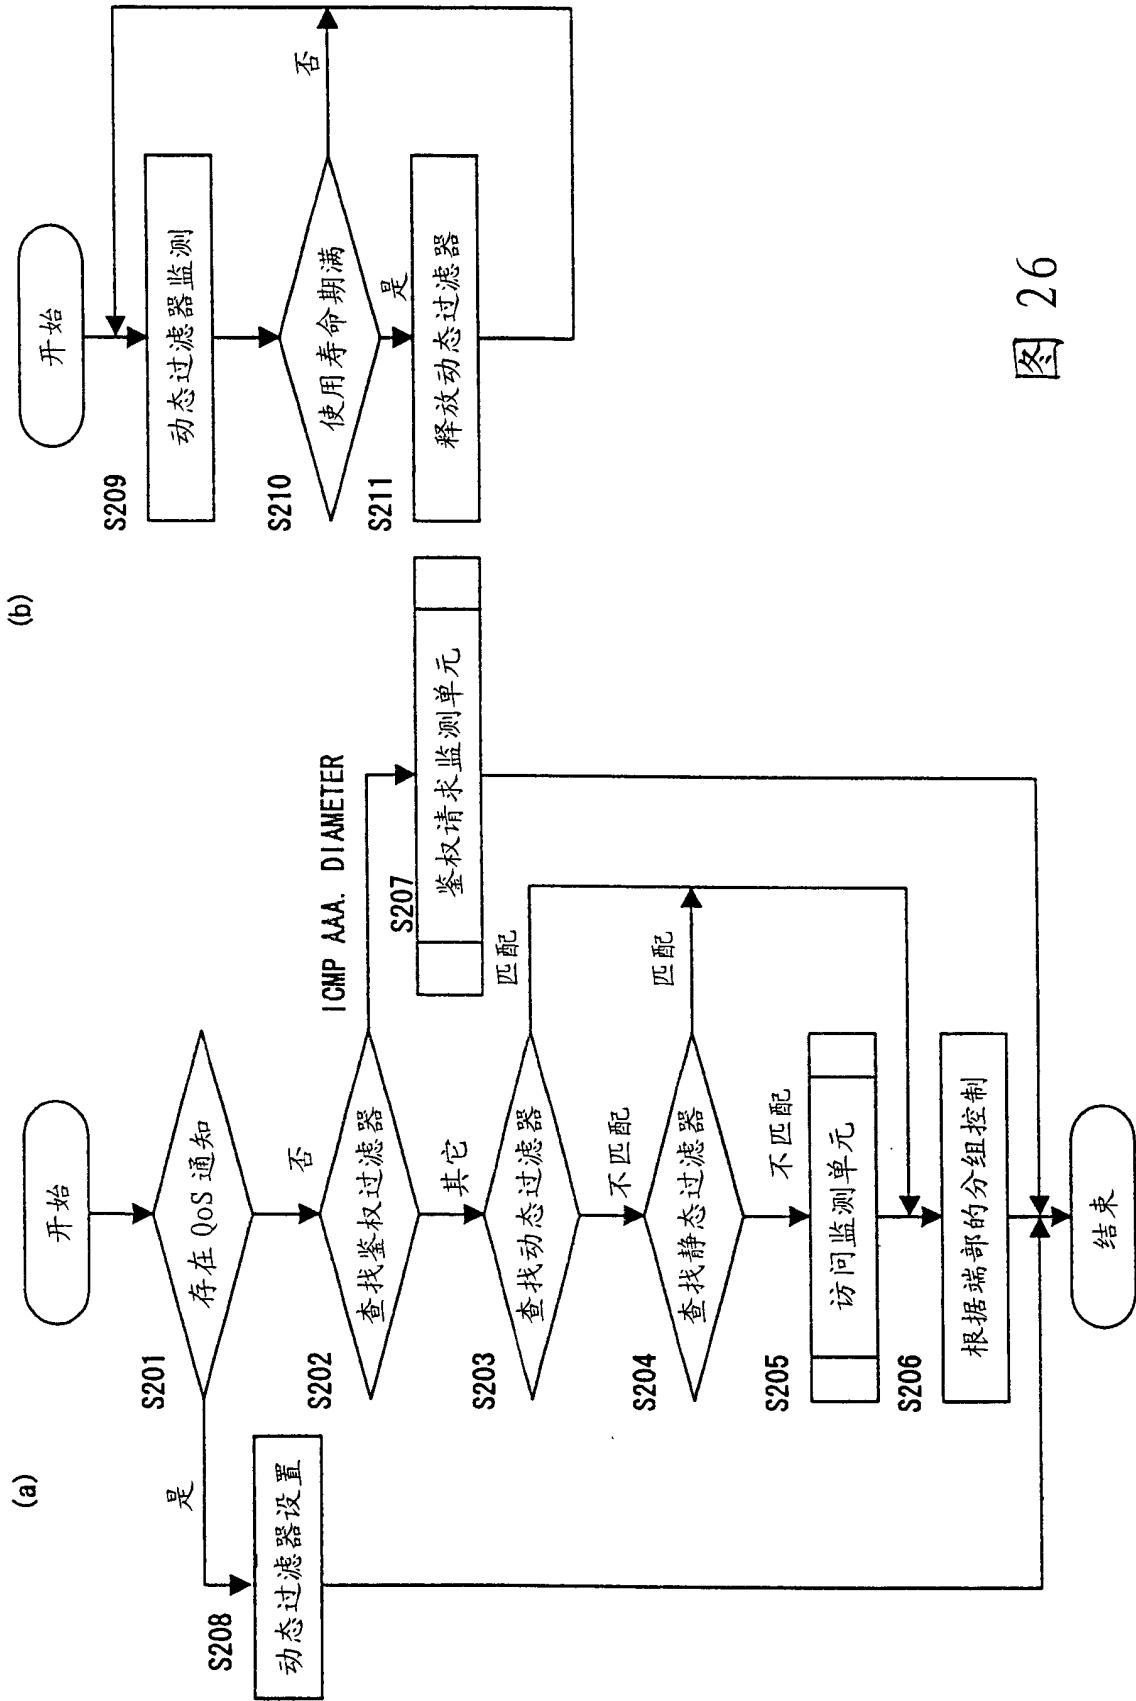 (a)
开始
S201
存在 QoS 通知
是
否
S208
动态过滤器设置
S202
查找鉴权过滤器
ICMP AAA. DIAMETER
其它
S207
鉴权请求监测单元
S203
查找动态过滤器
匹配
不匹配
S204
查找静态过滤器
匹配
不匹配
S205
访问监测单元
S206
根据端部的分组控制
结束
(b)
开始
S209
动态过滤器监测
S210
使用寿命期满
否
是
S211
释放动态过滤器
图 26